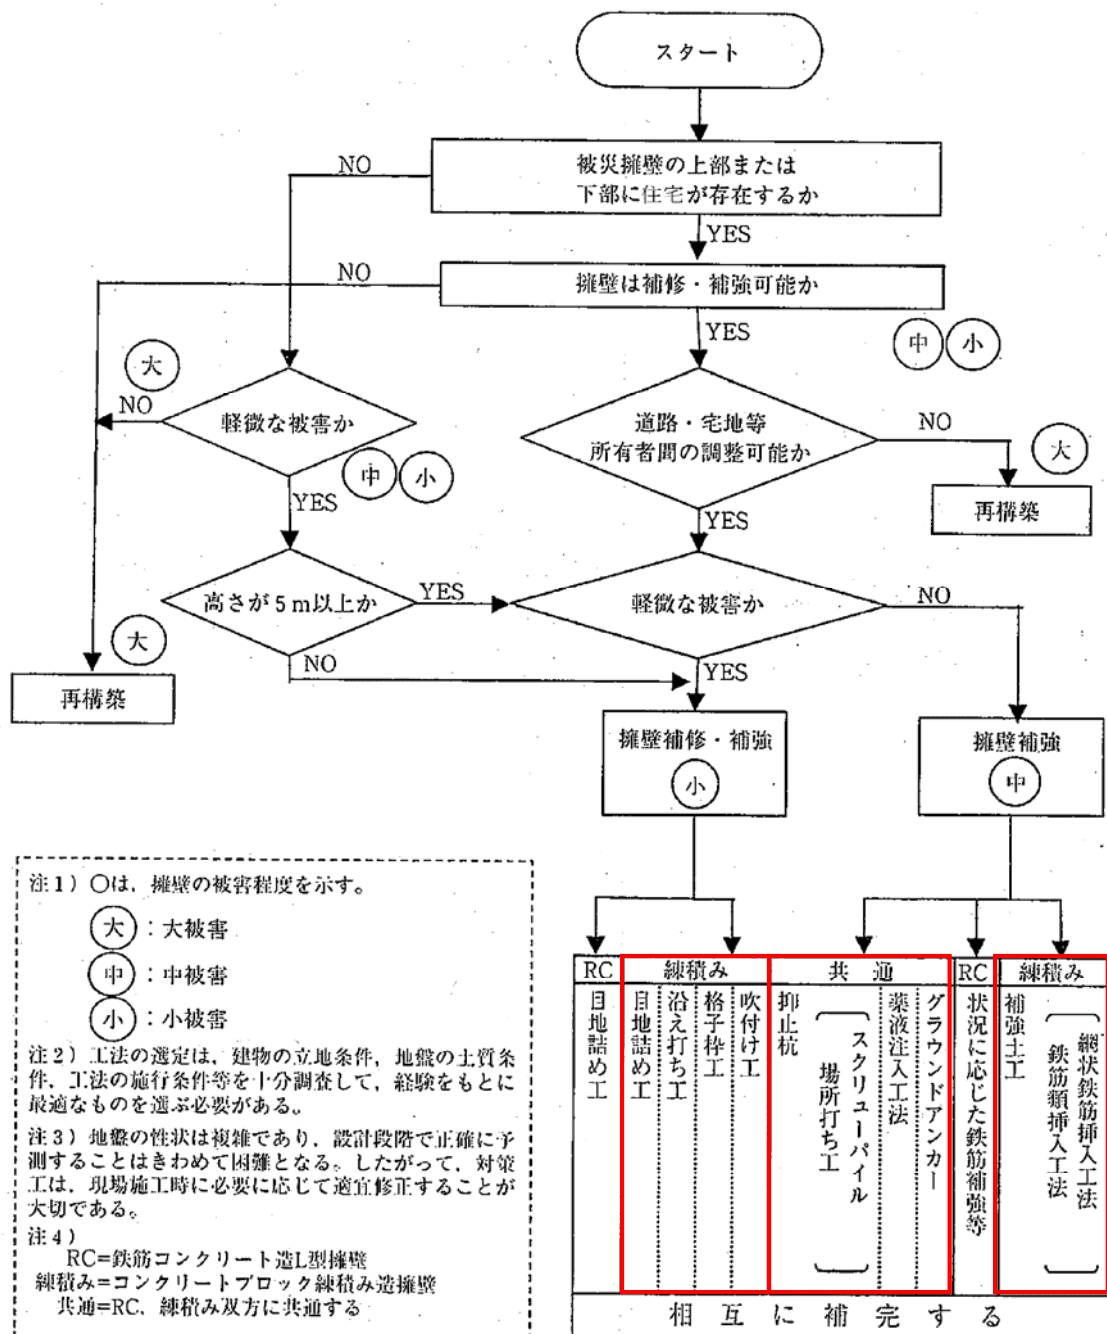 スタート
被災擁壁の上部または
下部に住宅が存在するか
NO
YES
擁壁は補修・補強可能か
NO
YES
中
小
大
NO
軽微な被害か
中
小
YES
道路・宅地等
所有者間の調整可能か
NO
大
再構築
YES
高さが5m以上か
YES
NO
軽微な被害か
NO
YES
大
再構築
擁壁補修・補強
小
擁壁補強
中
注1) ○は，擁壁の被害程度を示す。
大：大被害
中：中被害
小：小被害
注2) 工法の選定は，建物の立地条件，地盤の土質条
件，工法の施行条件等を十分調査して，経験をもとに
最適なものを選ぶ必要がある。
注3) 地盤の性状は複雑であり，設計段階で正確に予
測することはきわめて困難となる。したがって，対策
工は，現場施工時に必要に応じて適宜修正することが
大切である。
注4)
RC=鉄筋コンクリート造L型擁壁
練積み=コンクリートブロック練積み造擁壁
共通=RC、練積み双方に共通する
RC
目地詰め工
練積み
目地詰め工
沿え打ち工
格子枠工
吹付け工
共通
抑止杭
スクリューパイル
場所打ち工
薬液注入工法
グラウンドアンカー
RC
状況に応じた鉄筋補強等
練積み
補強土工
網状鉄筋挿入工法
鉄筋類挿入工法
相互に補完する